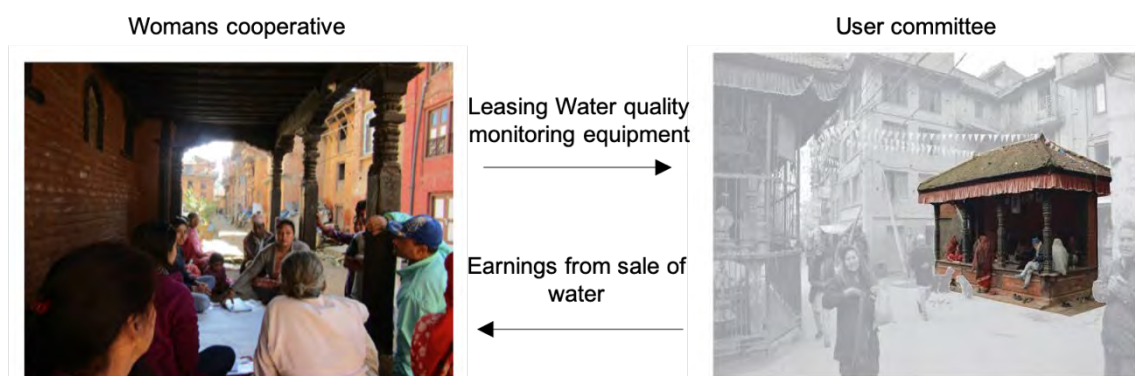 Womans cooperative
User committee
Leasing Water quality
monitoring equipment
Earnings from sale of
water